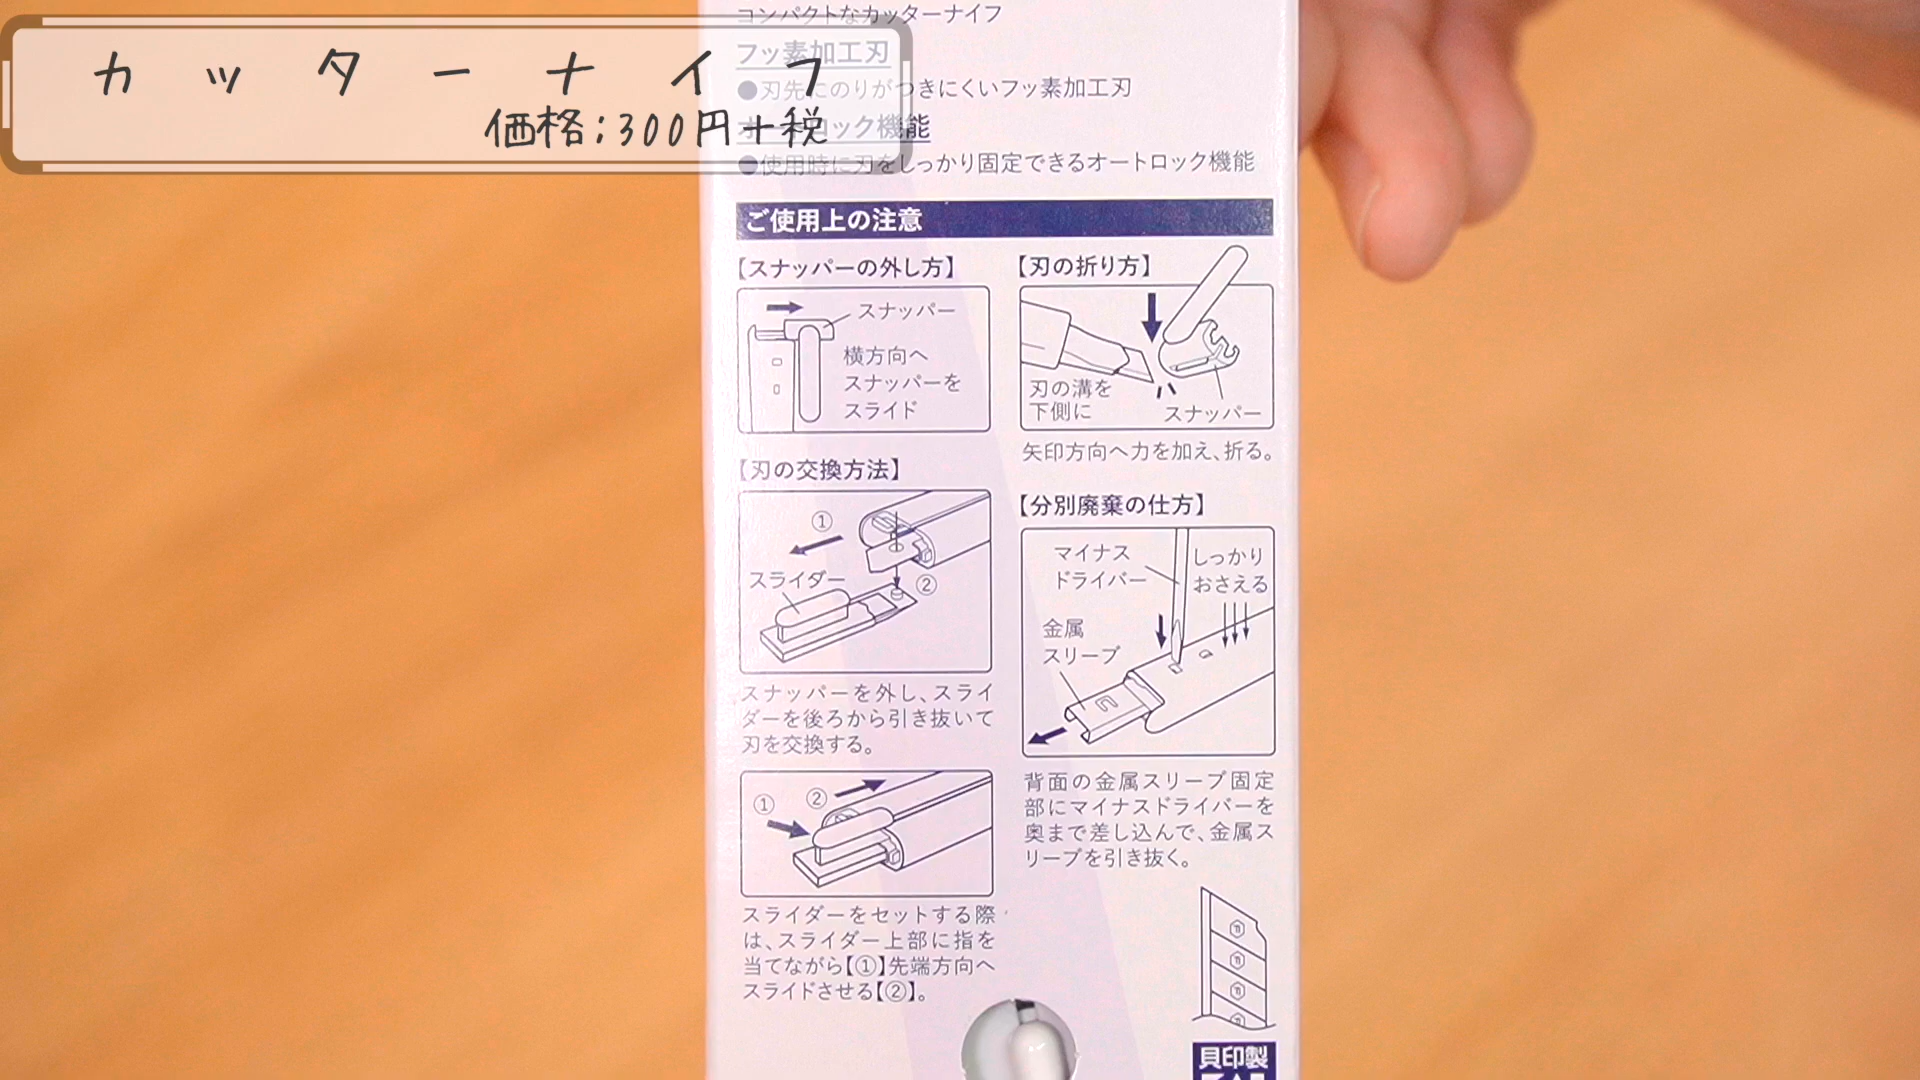 カッターナイフ
価格:300円+税
コンパクトなカッターナイフ
フッ素加工刃
●刃先にのりがつきにくいフッ素加工刃
オートロック機能
●使用時に刃をしっかり固定できるオートロック機能
ご使用上の注意
【スナッパーの外し方】
スナッパー
横方向へ
スナッパーを
スライド
【刃の折り方】
刃の溝を
下側に
スナッパー
矢印方向へ力を加え、折る。
【刃の交換方法】
①
スライダー
②
スナッパーを外し、スライ
ダーを後ろから引き抜いて
刃を交換する。
①
②
スライダーをセットする際
は、スライダー上部に指を
当てながら【①】先端方向へ
スライドさせる【②】。
【分別廃棄の仕方】
マイナス
ドライバー
しっかり
おさえる
金属
スリーブ
背面の金属スリーブ固定
部にマイナスドライバーを
奥まで差し込んで、金属ス
リーブを引き抜く。
貝印製